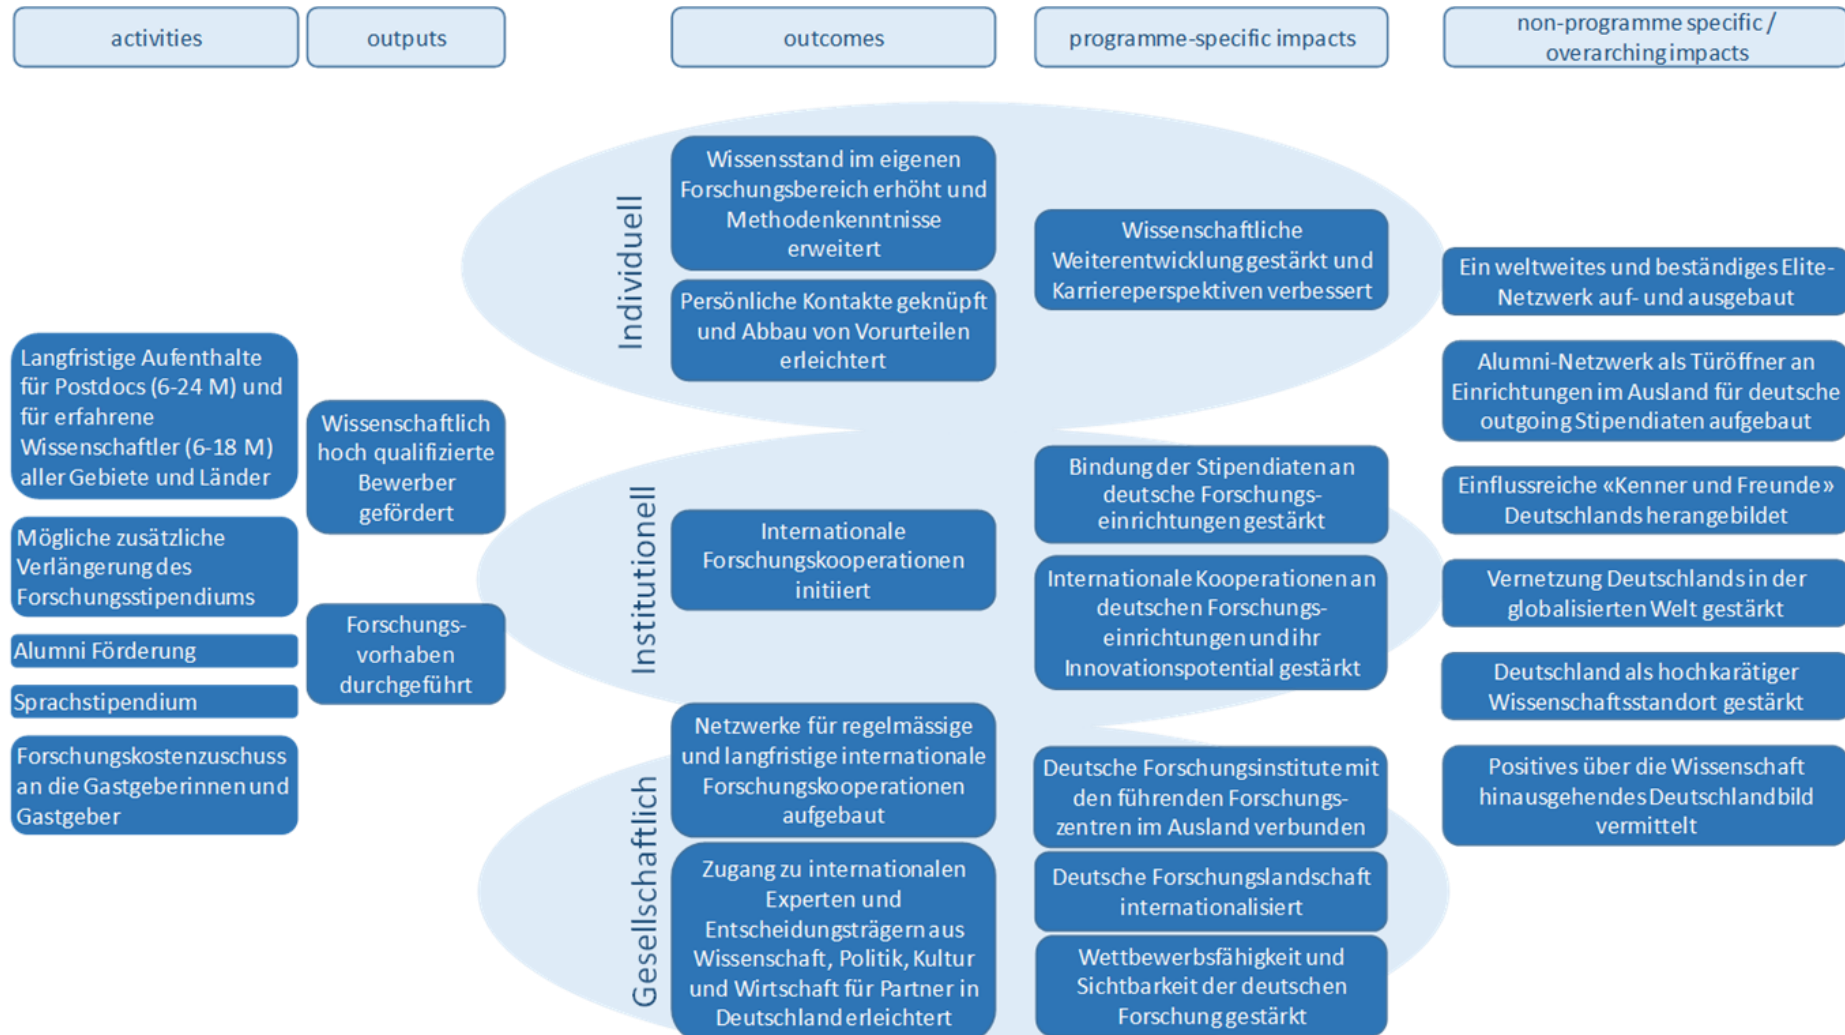 activities
outputs
outcomes
programme-specific impacts
non-programme specific /
overarching impacts
Langfristige Aufenthalte
für Postdocs (6-24 M) und
für erfahrene
Wissenschaftler (6-18 M)
aller Gebiete und Länder
Mögliche zusätzliche
Verlängerung des
Forschungsstipendiums
Alumni Förderung
Sprachstipendium
Forschungskostenzuschuss
an die Gastgeberinnen und
Gastgeber
Wissenschaftlich
hoch qualifizierte
Bewerber
gefördert
Forschungs-
vorhaben
durchgeführt
Individuell
Institutionell
Gesellschaftlich
Wissensstand im eigenen
Forschungsbereich erhöht und
Methodenkenntnisse
erweitert
Persönliche Kontakte geknüpft
und Abbau von Vorurteilen
erleichtert
Internationale
Forschungskooperationen
initiiert
Netzwerke für regelmässige
und langfristige internationale
Forschungskooperationen
aufgebaut
Zugang zu internationalen
Experten und
Entscheidungsträgern aus
Wissenschaft, Politik, Kultur
und Wirtschaft für Partner in
Deutschland erleichtert
Wissenschaftliche
Weiterentwicklung gestärkt und
Karriereperspektiven verbessert
Bindung der Stipendiaten an
deutsche Forschungs-
einrichtungen gestärkt
Internationale Kooperationen an
deutschen Forschungs-
einrichtungen und ihr
Innovationspotential gestärkt
Deutsche Forschungsinstitute mit
den führenden Forschungs-
zentren im Ausland verbunden
Deutsche Forschungslandschaft
internationalisiert
Wettbewerbsfähigkeit und
Sichtbarkeit der deutschen
Forschung gestärkt
Ein weltweites und beständiges Elite-
Netzwerk auf- und ausgebaut
Alumni-Netzwerk als Türöffner an
Einrichtungen im Ausland für deutsche
outgoing Stipendiaten aufgebaut
Einflussreiche «Kenner und Freunde»
Deutschlands herangebildet
Vernetzung Deutschlands in der
globalisierten Welt gestärkt
Deutschland als hochkarätiger
Wissenschaftsstandort gestärkt
Positives über die Wissenschaft
hinausgehendes Deutschlandbild
vermittelt